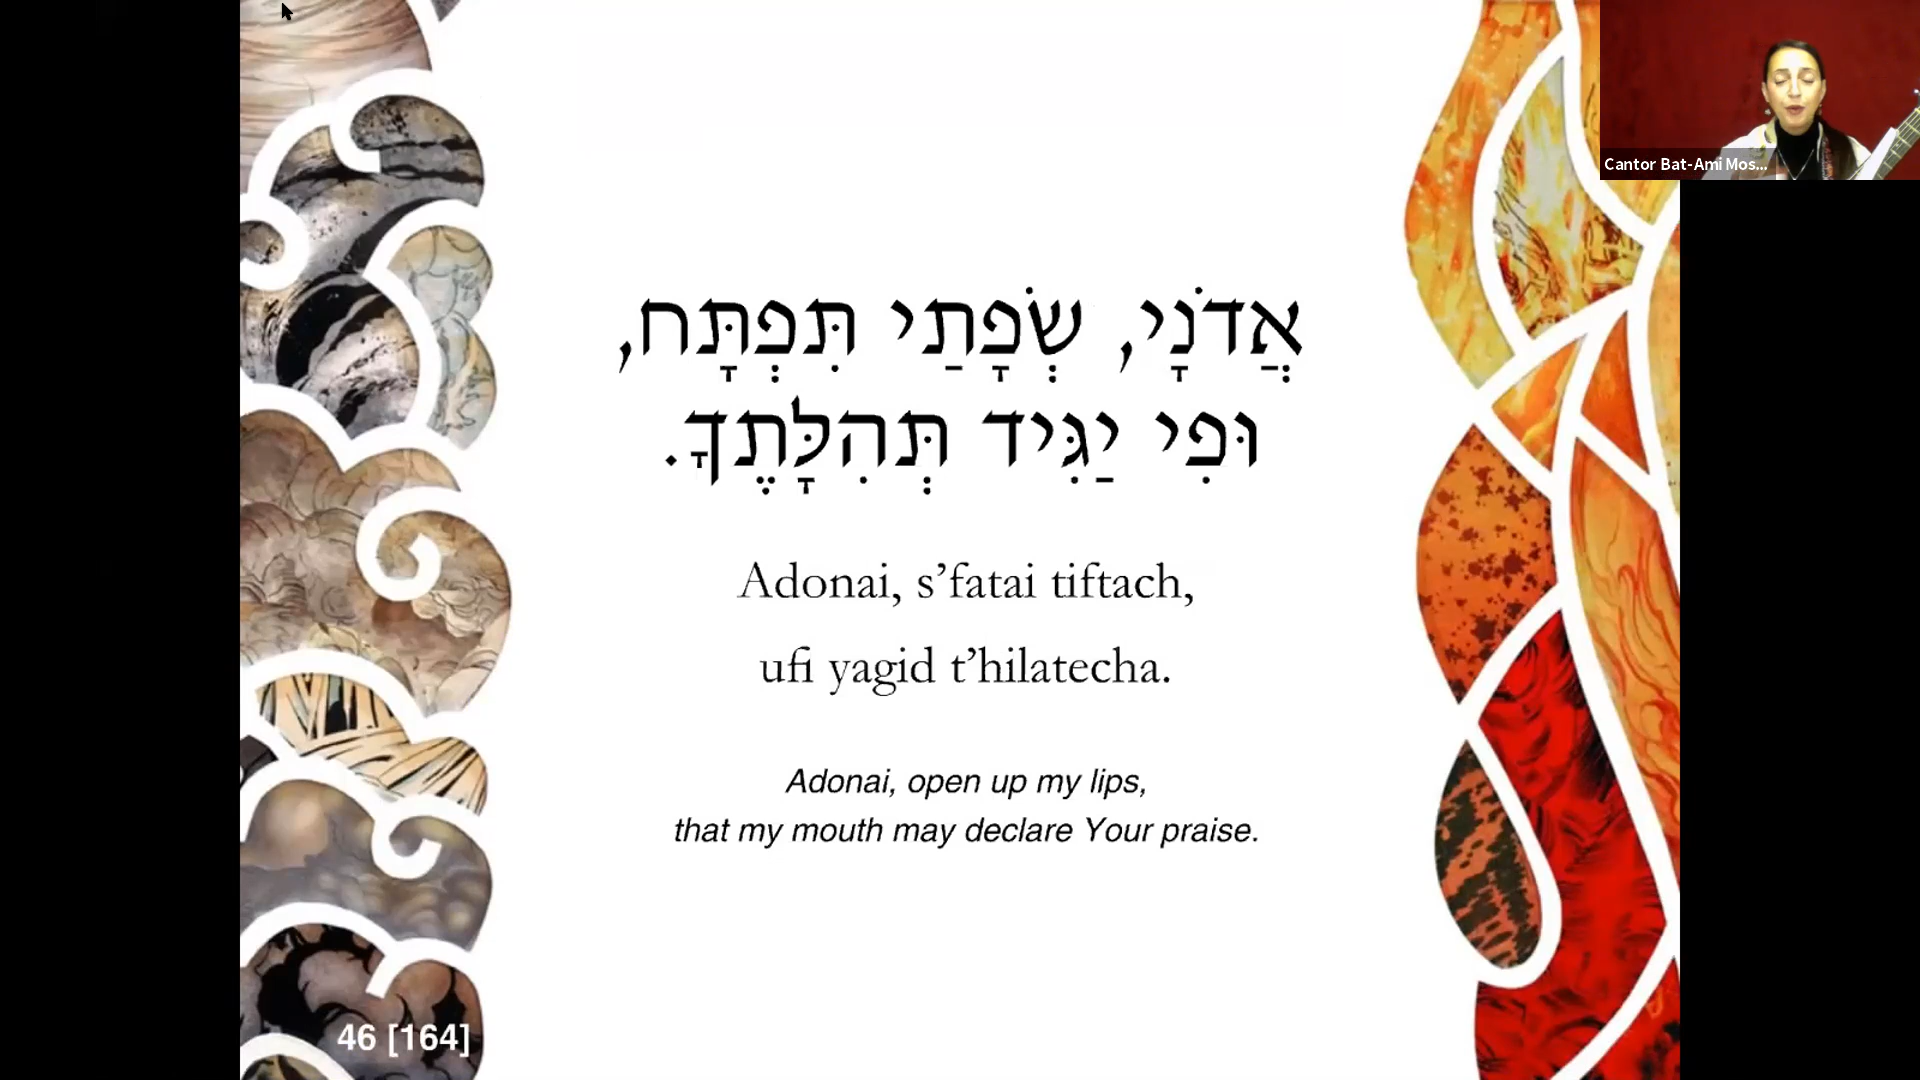 Cantor Bat-Ami Mos...
אֲדֹנָי, שְׂפָתַי תִּפְתָּח,
וּפִי יַגִּיד תְּהִלָּתֶךָ.
Adonai, s’fatai tiftach,
ufi yagid t’hilatecha.
Adonai, open up my lips,
that my mouth may declare Your praise.
46 [164]